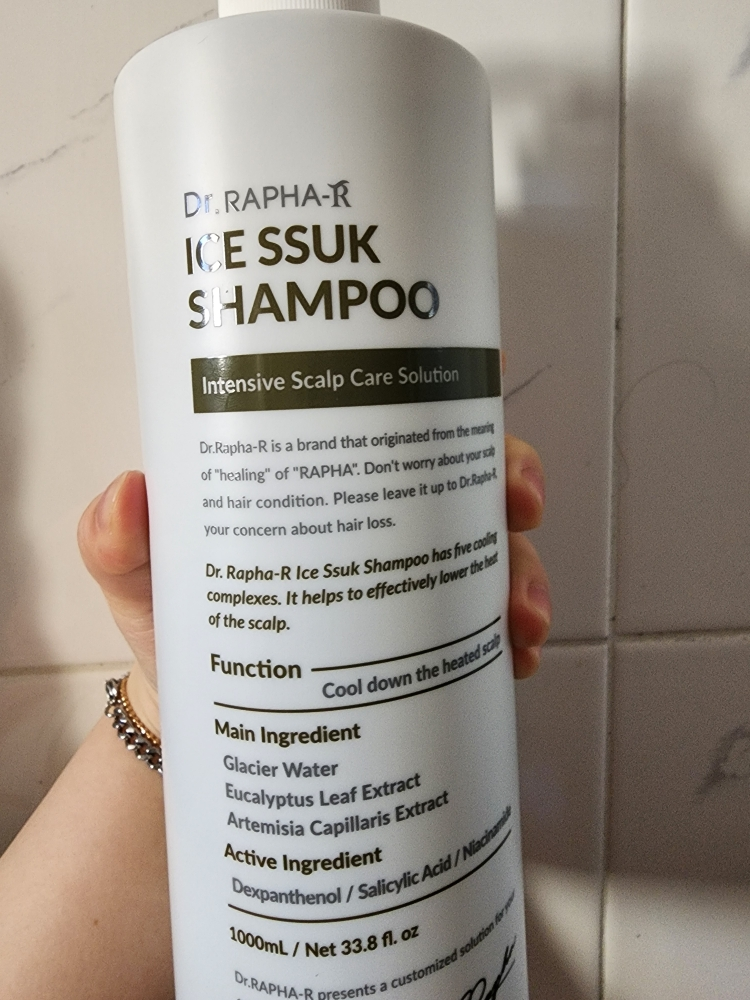 Dr. RAPHA-R
ICE SSUK
SHAMPOO
Intensive Scalp Care Solution
Dr.Rapha-R is a brand that originated from the meaning
of "healing" of "RAPHA". Don't worry about your scalp
and hair condition. Please leave it up to Dr.Rapha-R,
your concern about hair loss.
Dr. Rapha-R Ice Ssuk Shampoo has five cooling
complexes. It helps to effectively lower the heat
of the scalp.
Function
Cool down the heated scalp
Main Ingredient
Glacier Water
Eucalyptus Leaf Extract
Artemisia Capillaris Extract
Active Ingredient
Dexpanthenol / Salicylic Acid / Niacinamide
1000mL / Net 33.8 fl. oz
Dr.RAPHA-R presents a customized solution for your